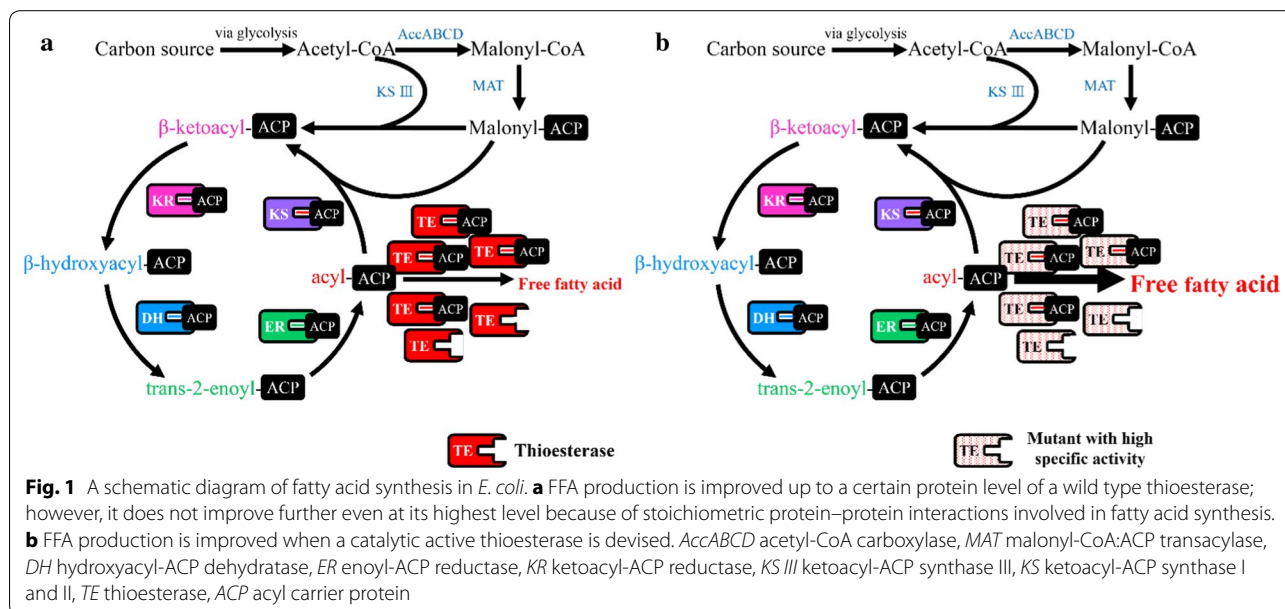 a
Carbon source via glycolysis Acetyl-CoA AccABCD Malonyl-CoA
KS III MAT
β-ketoacyl-ACP Malonyl-ACP
KR ACP KS ACP TE ACP
β-hydroxyacyl-ACP TE ACP TE ACP
acyl-ACP Free fatty acid
DH ACP ER ACP TE ACP TE
TE
trans-2-enoyl-ACP
TE Thioesterase
b
Carbon source via glycolysis Acetyl-CoA AccABCD Malonyl-CoA
KS III MAT
β-ketoacyl-ACP Malonyl-ACP
KR ACP KS ACP TE ACP
β-hydroxyacyl-ACP TE ACP TE ACP
acyl-ACP Free fatty acid
DH ACP ER ACP TE ACP TE
TE
trans-2-enoyl-ACP
TE Mutant with high
specific activity
Fig. 1 A schematic diagram of fatty acid synthesis in E. coli. a FFA production is improved up to a certain protein level of a wild type thioesterase;
however, it does not improve further even at its highest level because of stoichiometric protein–protein interactions involved in fatty acid synthesis.
b FFA production is improved when a catalytic active thioesterase is devised. AccABCD acetyl-CoA carboxylase, MAT malonyl-CoA:ACP transacylase,
DH hydroxyacyl-ACP dehydratase, ER enoyl-ACP reductase, KR ketoacyl-ACP reductase, KS III ketoacyl-ACP synthase III, KS ketoacyl-ACP synthase I
and II, TE thioesterase, ACP acyl carrier protein